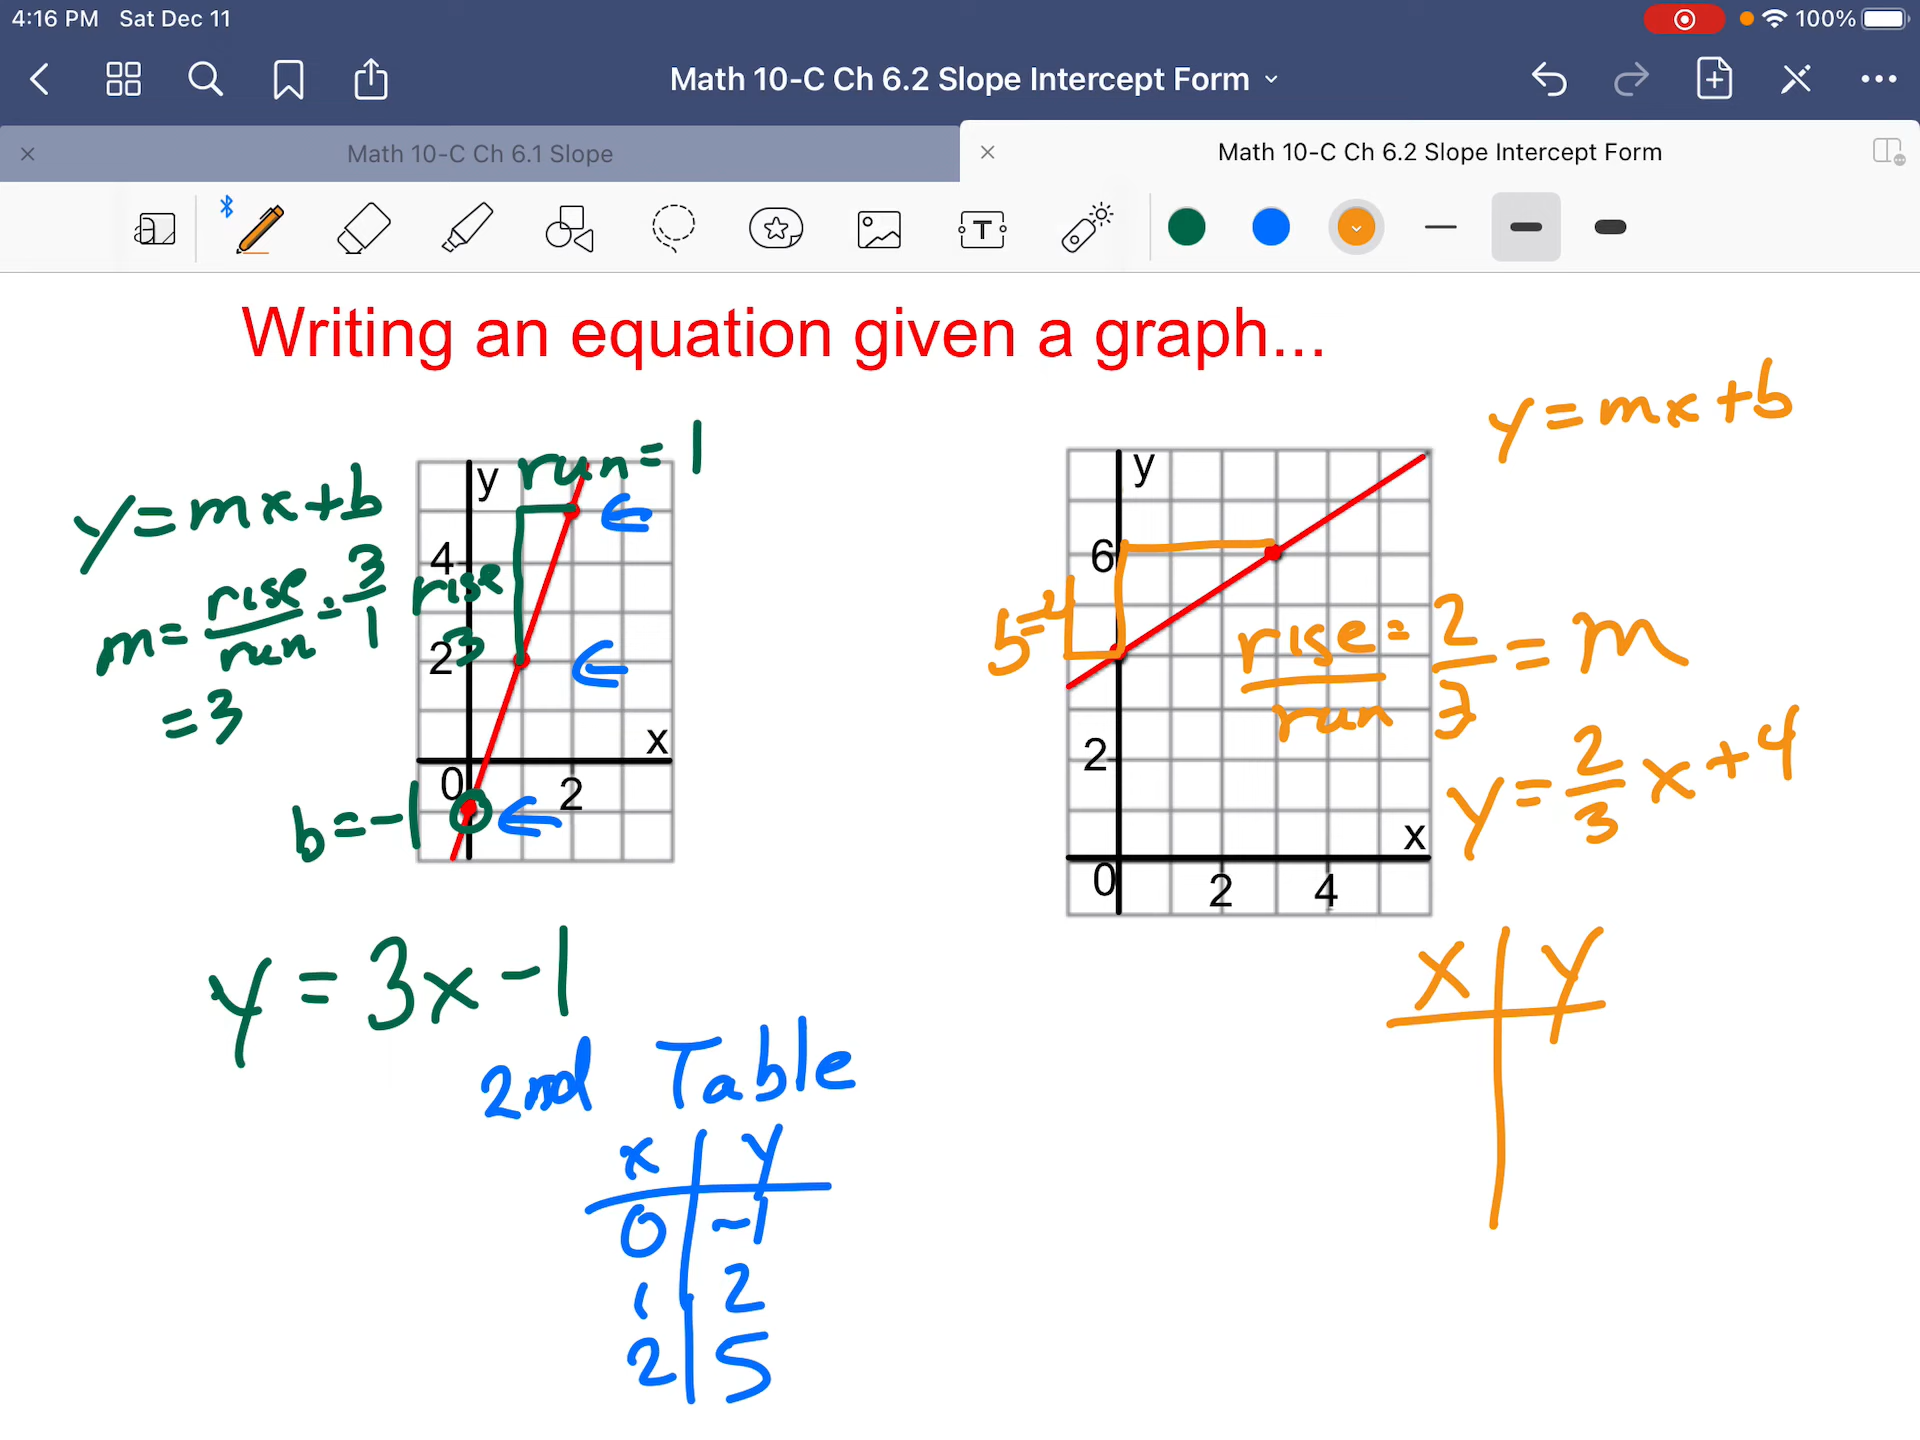 4:16 PM Sat Dec 11
100%
Math 10-C Ch 6.2 Slope Intercept Form
Math 10-C Ch 6.1 Slope
Math 10-C Ch 6.2 Slope Intercept Form
T
Writing an equation given a graph...
y = mx + b
run = 1
y
y = mx + b
m = rise/run = 3/1
= 3
4
rise
3
2
x
0
2
b = -1
y = 3x - 1
2nd Table
x y
0 -1
1 2
2 5
y
6
b = 4
rise/run = 2/3 = m
2
y = 2/3 x + 4
x
0 2 4
x y